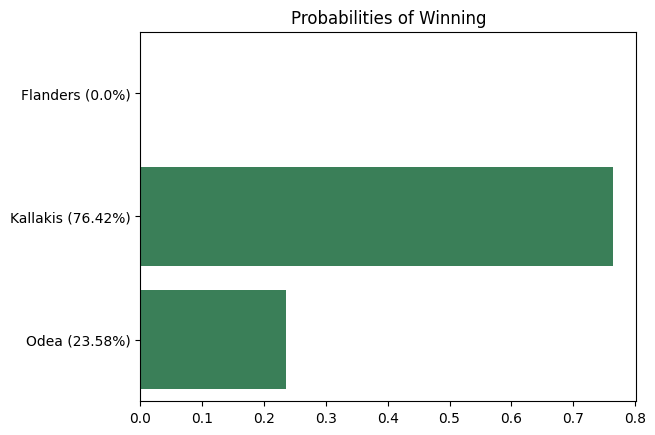 Probabilities of Winning
Flanders (0.0%)
Kallakis (76.42%)
Odea (23.58%)
0.0 0.1 0.2 0.3 0.4 0.5 0.6 0.7 0.8